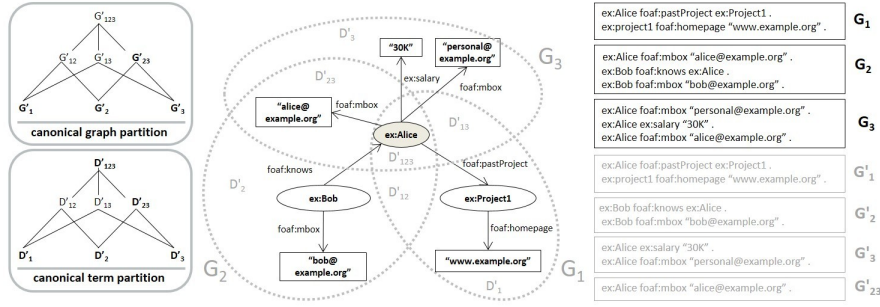 G'123
G'12 G'13 G'23
G'1 G'2 G'3
canonical graph partition
D'123
D'12 D'13 D'23
D'1 D'2 D'3
canonical term partition
D'3
"30K"
"personal@
example.org"
G3
D'23
ex:salary
foaf:mbox
"alice@
example.org"
foaf:mbox
D'13
ex:Alice
D'123
foaf:knows
foaf:pastProject
D'2
D'12
ex:Bob
ex:Project1
foaf:mbox
foaf:homepage
"bob@
example.org"
"www.example.org"
G2
G1
D'1
ex:Alice foaf:pastProject ex:Project1 .
ex:project1 foaf:homepage "www.example.org" .
G1
ex:Alice foaf:mbox "alice@example.org" .
ex:Bob foaf:knows ex:Alice .
ex:Bob foaf:mbox "bob@example.org" .
G2
ex:Alice foaf:mbox "personal@example.org" .
ex:Alice ex:salary "30K" .
ex:Alice foaf:mbox "alice@example.org" .
G3
ex:Alice foaf:pastProject ex:Project1 .
ex:project1 foaf:homepage "www.example.org" .
G'1
ex:Bob foaf:knows ex:Alice .
ex:Bob foaf:mbox "bob@example.org" .
G'2
ex:Alice ex:salary "30K" .
ex:Alice foaf:mbox "personal@example.org" .
G'3
ex:Alice foaf:mbox "alice@example.org" .
G'23